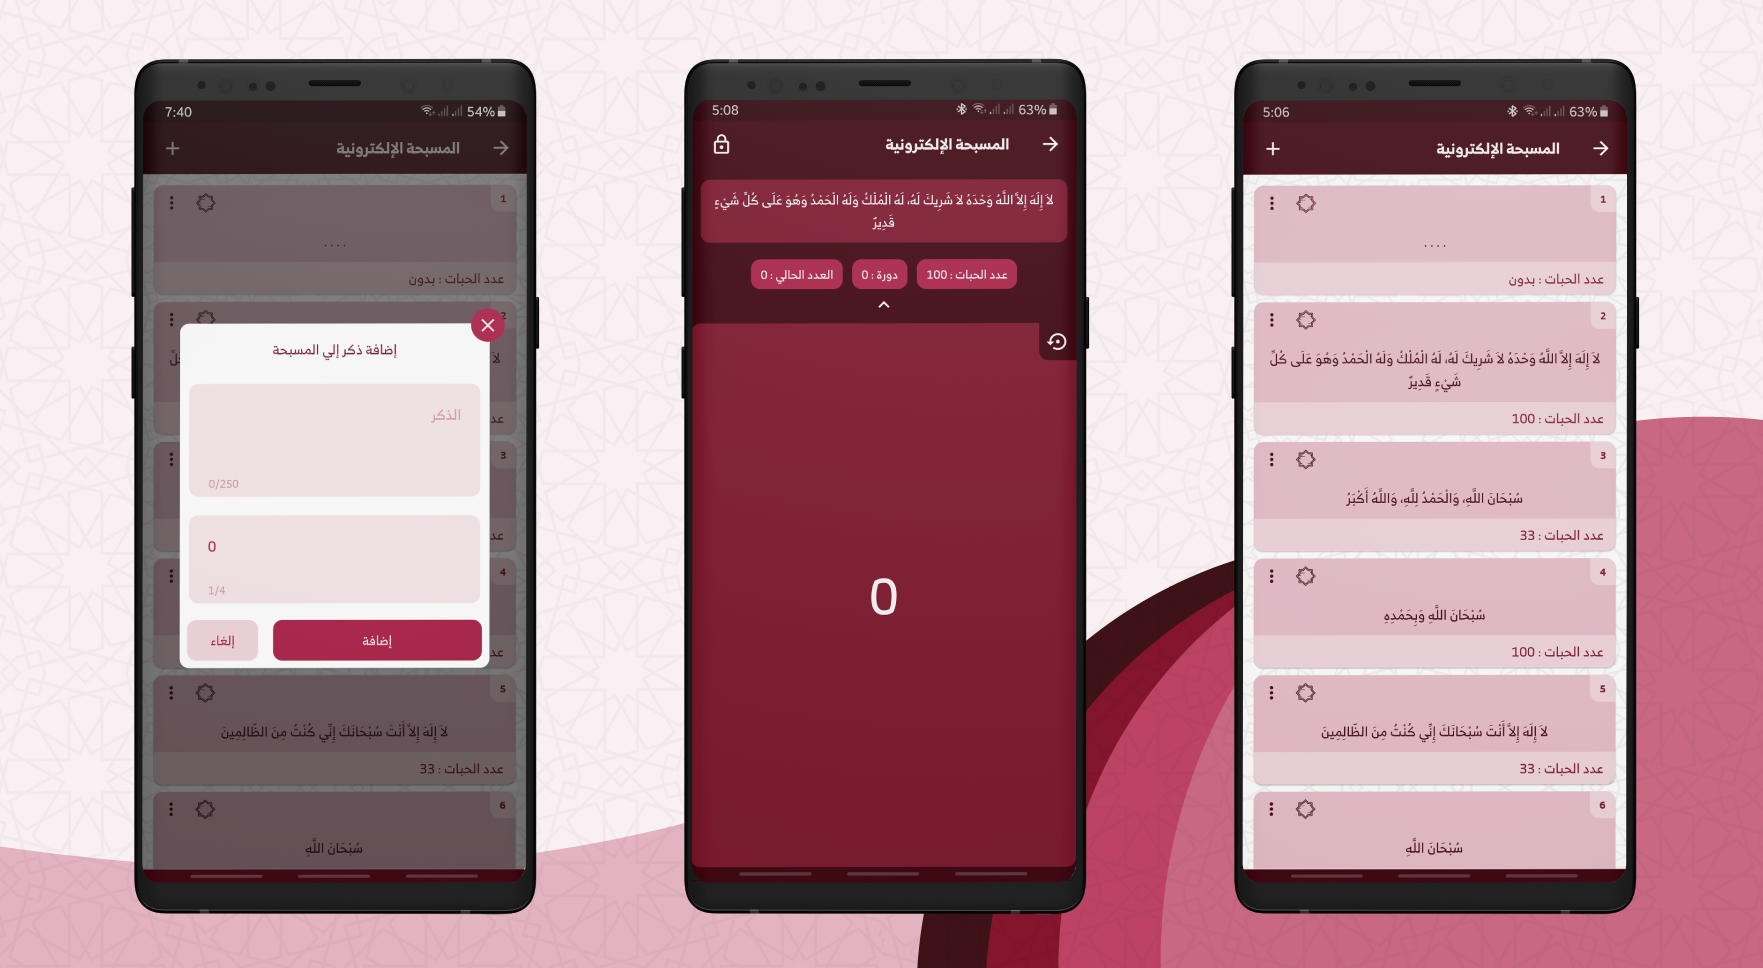 7:40
54%
المسبحة الإلكترونية
1
....
عدد الحبات : بدون
2
لاَ
كلِّ
عد
3
عد
4
عد
إضافة ذكر إلي المسبحة
الذكر
0/250
0
1/4
إضافة
إلغاء
5
لاَ إِلَهَ إِلاَّ أَنْتَ سُبْحَانَكَ إِنِّي كُنْتُ مِنَ الظَّالِمِينَ
عدد الحبات : 33
6
سُبْحَانَ اللَّهِ
5:08
63%
المسبحة الإلكترونية
لاَ إِلَهَ إِلاَّ اللَّهُ وَحْدَهُ لاَ شَرِيكَ لَهُ، لَهُ الْمُلْكُ وَلَهُ الْحَمْدُ وَهُوَ عَلَى كُلِّ شَيْءٍ
قَدِيرٌ
عدد الحبات : 100
دورة : 0
العدد الحالي : 0
0
5:06
63%
المسبحة الإلكترونية
1
....
عدد الحبات : بدون
2
لاَ إِلَهَ إِلاَّ اللَّهُ وَحْدَهُ لاَ شَرِيكَ لَهُ، لَهُ الْمُلْكُ وَلَهُ الْحَمْدُ وَهُوَ عَلَى كُلِّ
شَيْءٍ قَدِيرٌ
عدد الحبات : 100
3
سُبْحَانَ اللَّهِ، وَالْحَمْدُ لِلَّهِ، وَاللَّهُ أَكْبَرُ
عدد الحبات : 33
4
سُبْحَانَ اللَّهِ وَبِحَمْدِهِ
عدد الحبات : 100
5
لاَ إِلَهَ إِلاَّ أَنْتَ سُبْحَانَكَ إِنِّي كُنْتُ مِنَ الظَّالِمِينَ
عدد الحبات : 33
6
سُبْحَانَ اللَّهِ